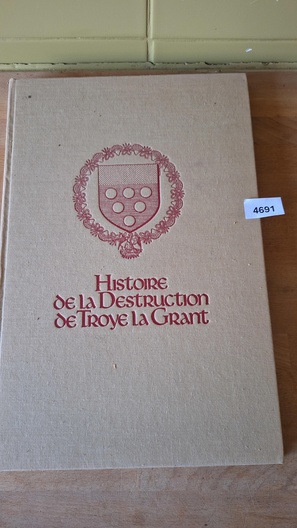 4691
Histoire
de la Destruction
de Troye la Grant